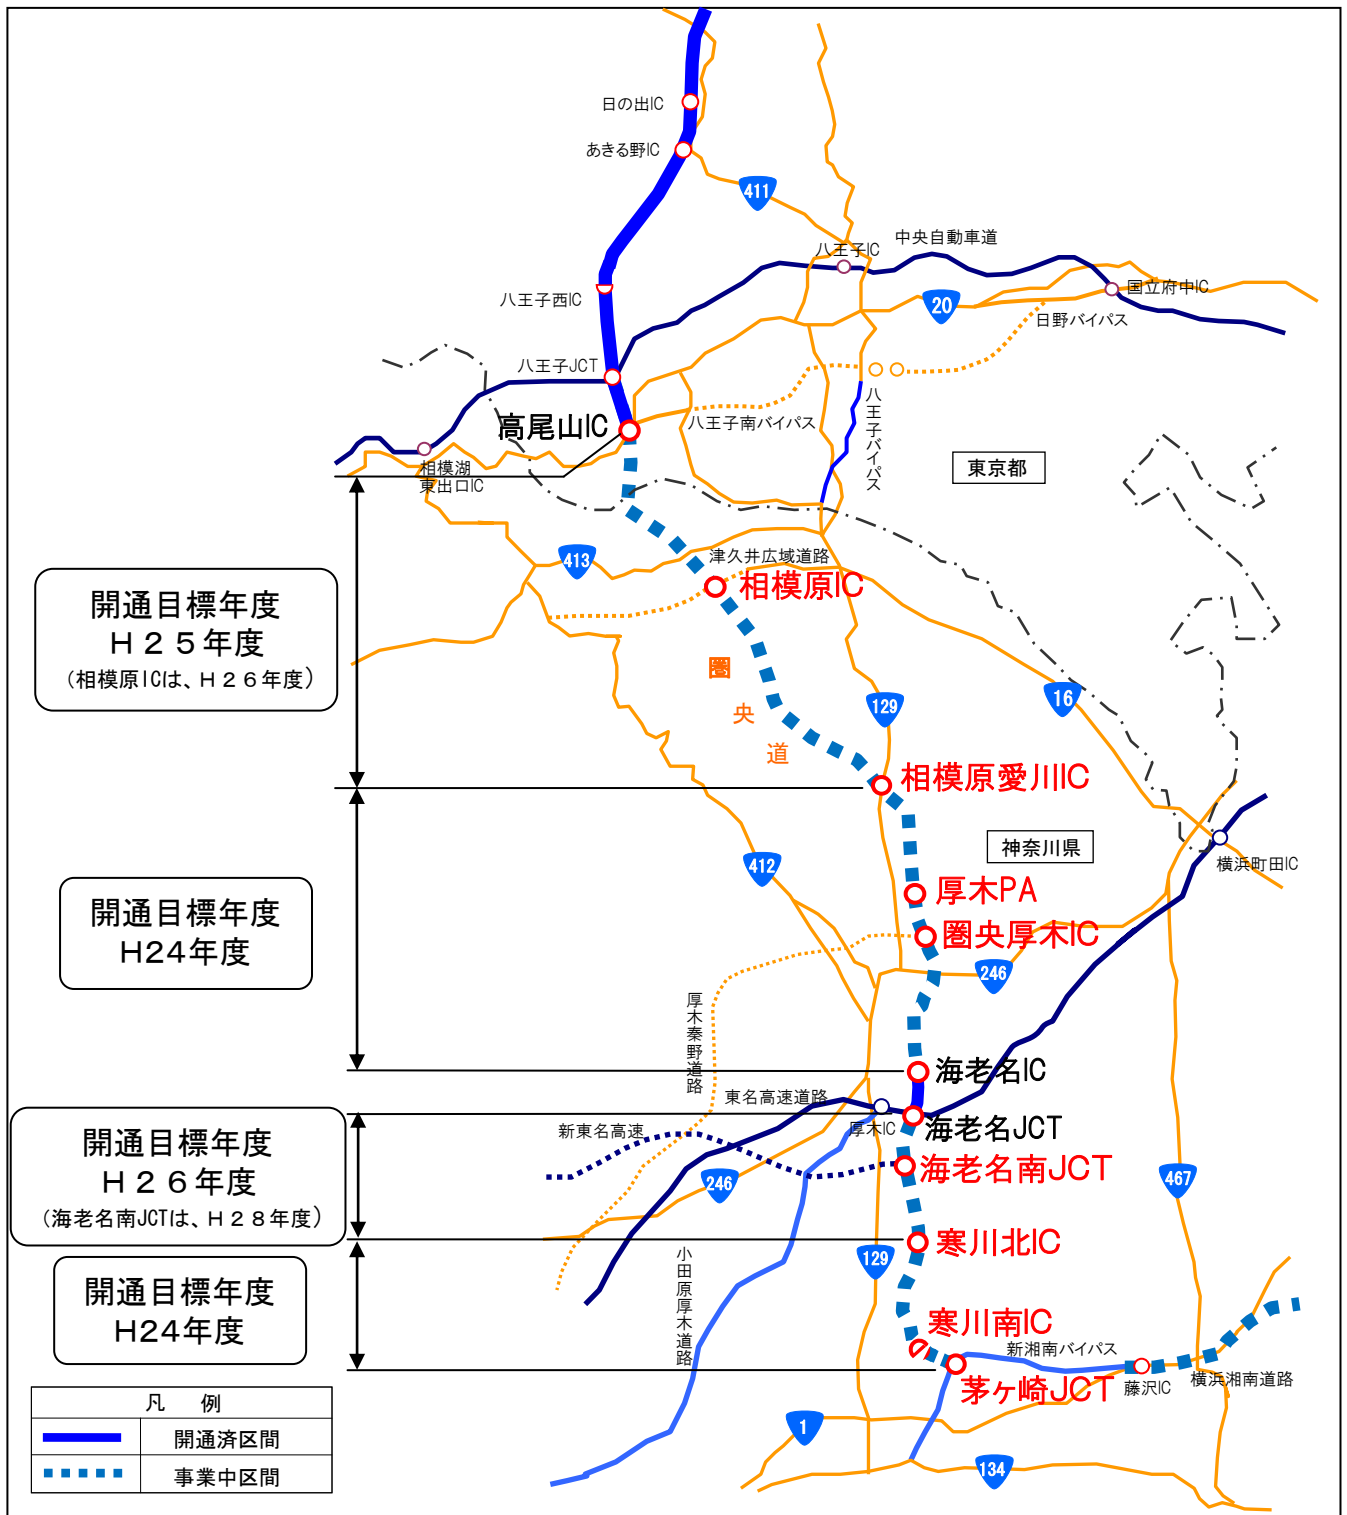 日の出IC
あきる野IC
411
中央自動車道
八王子IC
国立府中IC
八王子西IC
20
日野バイパス
八王子JCT
八王子バイパス
高尾山IC
八王子南バイパス
相模湖
東出口IC
東京都
413
津久井広域道路
相模原IC
開通目標年度
H25年度
(相模原ICは、H26年度)
圏央道
129
16
相模原愛川IC
神奈川県
横浜町田IC
412
厚木PA
圏央厚木IC
開通目標年度
H24年度
246
厚木秦野道路
海老名IC
東名高速道路
厚木IC
海老名JCT
新東名高速
海老名南JCT
開通目標年度
H26年度
(海老名南JCTは、H28年度)
246
467
寒川北IC
129
小田原厚木道路
開通目標年度
H24年度
寒川南IC
新湘南バイパス
茅ヶ崎JCT
藤沢IC
横浜湘南道路
1
134
凡 例
開通済区間
事業中区間